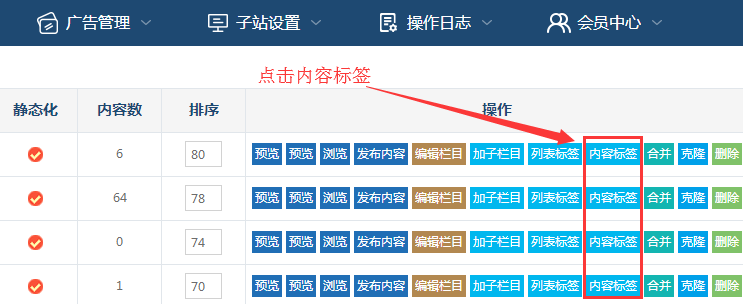 广告管理 子站设置 操作日志 会员中心
点击内容标签
静态化 内容数 排序 操作
6 80 预览 预览 浏览 发布内容 编辑栏目 加子栏目 列表标签 内容标签 合并 克隆 删除
64 78 预览 预览 浏览 发布内容 编辑栏目 加子栏目 列表标签 内容标签 合并 克隆 删除
0 74 预览 预览 浏览 发布内容 编辑栏目 加子栏目 列表标签 内容标签 合并 克隆 删除
1 70 预览 预览 浏览 发布内容 编辑栏目 加子栏目 列表标签 内容标签 合并 克隆 删除